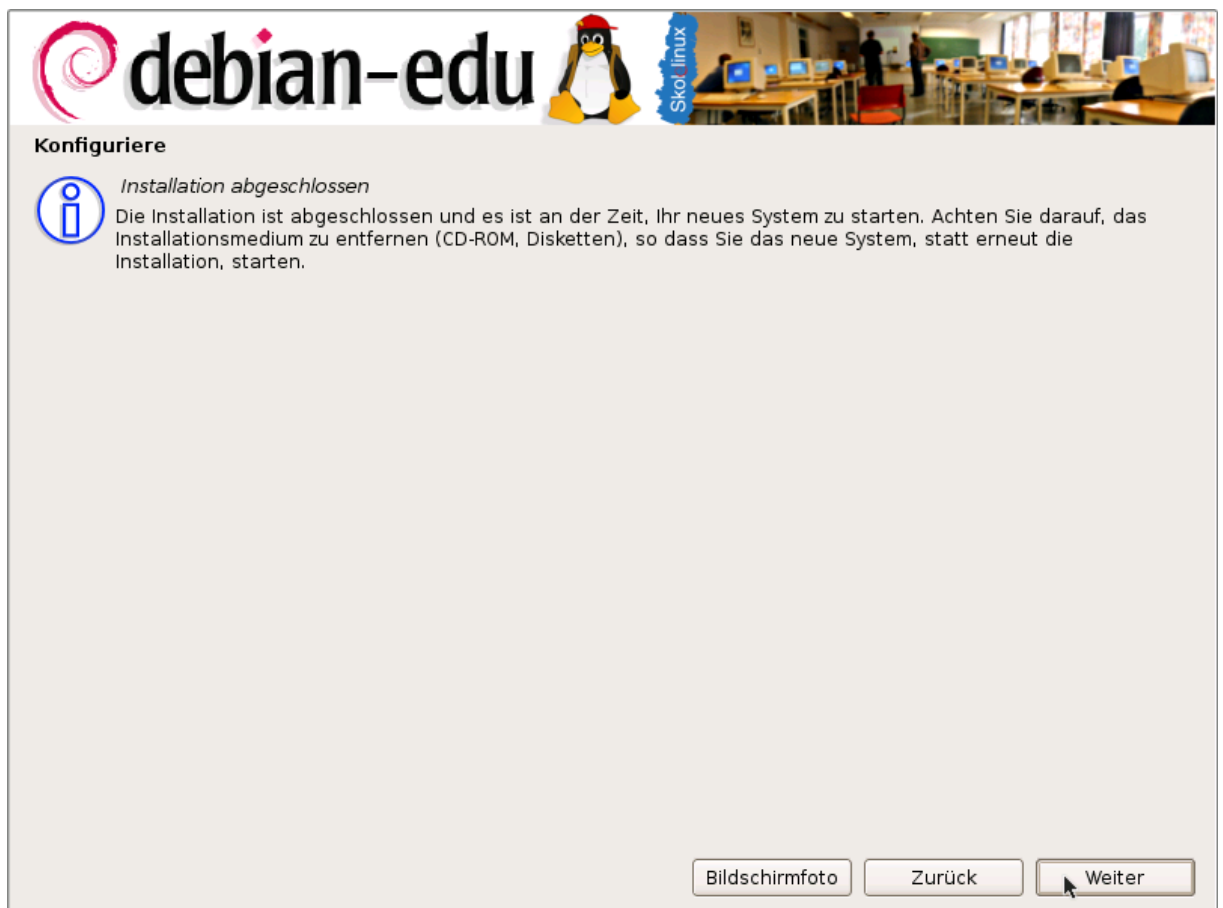 debian-edu
Skolelinux
Konfiguriere
Installation abgeschlossen
Die Installation ist abgeschlossen und es ist an der Zeit, Ihr neues System zu starten. Achten Sie darauf, das
Installationsmedium zu entfernen (CD-ROM, Disketten), so dass Sie das neue System, statt erneut die
Installation, starten.
Bildschirmfoto
Zurück
Weiter